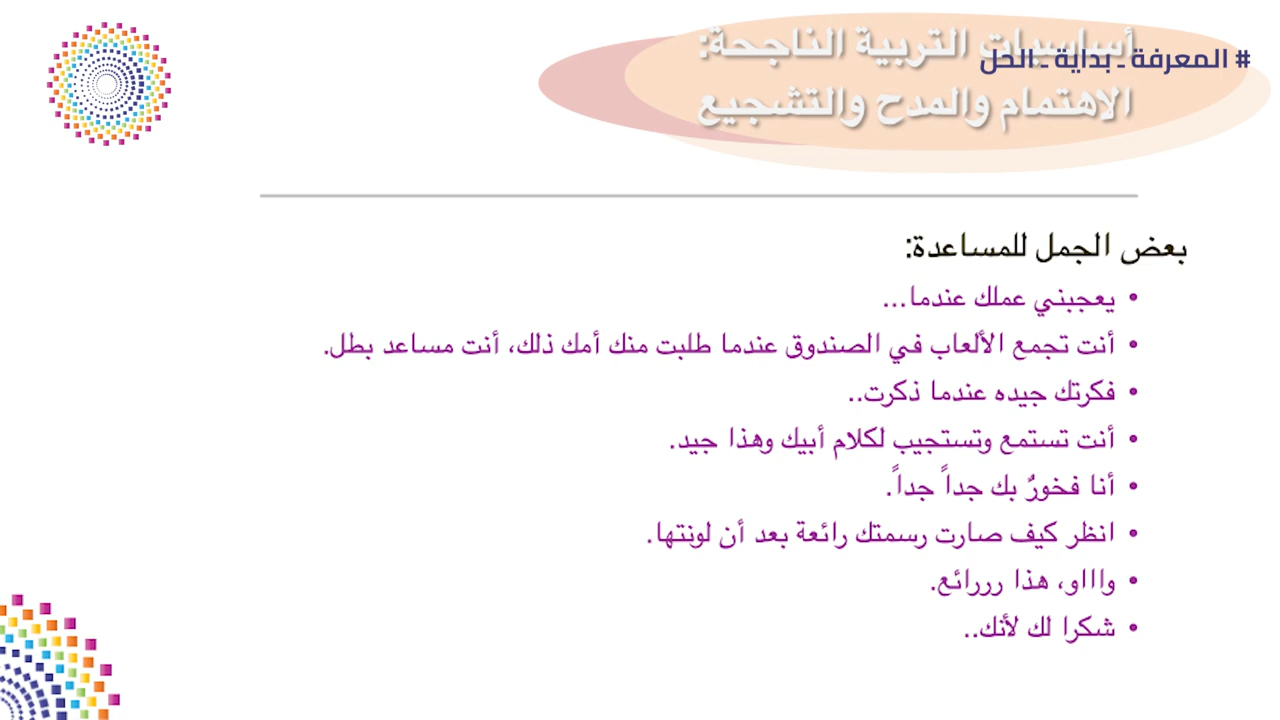 أساسيات التربية الناجحة:
# المعرفة ـ بداية ـ الحل
الاهتمام والمدح والتشجيع
بعض الجمل للمساعدة:
• يعجبني عملك عندما...
• أنت تجمع الألعاب في الصندوق عندما طلبت منك أمك ذلك، أنت مساعد بطل.
• فكرتك جيده عندما ذكرت..
• أنت تستمع وتستجيب لكلام أبيك وهذا جيد.
• أنا فخورٌ بك جداً جداً.
• انظر كيف صارت رسمتك رائعة بعد أن لونتها.
• واااو، هذا رررائع.
• شكرا لك لأنك..